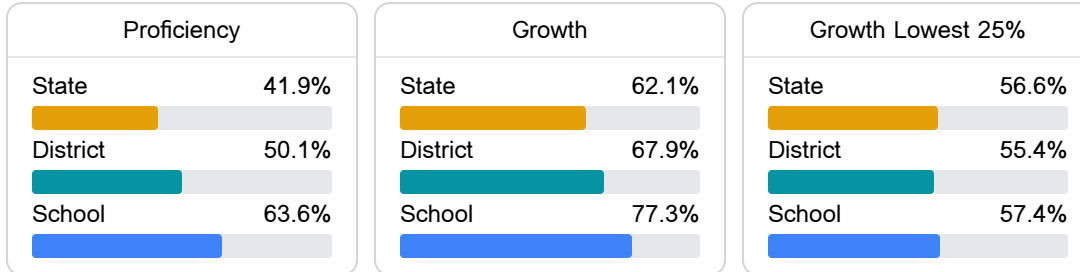 Proficiency
State 41.9%
District 50.1%
School 63.6%
Growth
State 62.1%
District 67.9%
School 77.3%
Growth Lowest 25%
State 56.6%
District 55.4%
School 57.4%